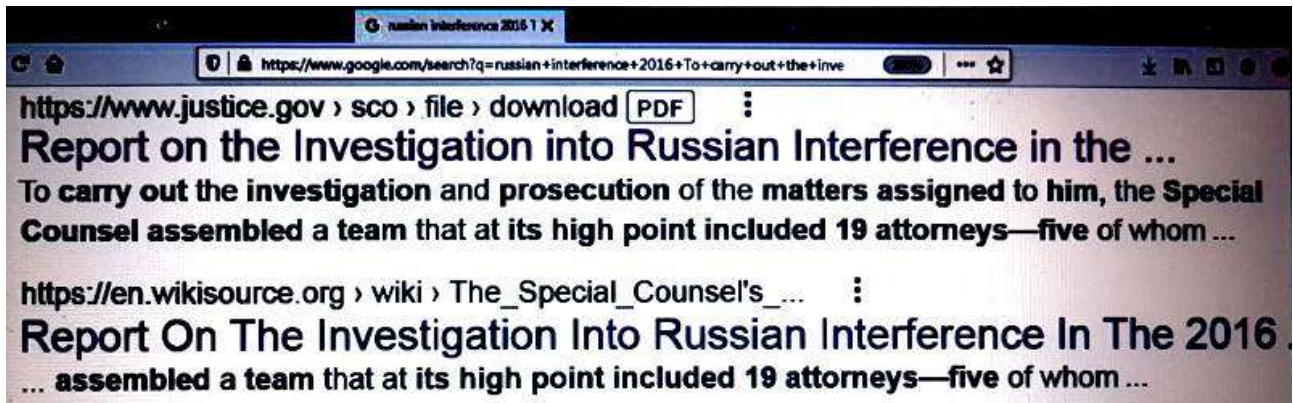 russian interference 2016 T
https://www.google.com/search?q=russian+interference+2016+To+carry+out+the+inve
https://www.justice.gov › sco › file › download PDF
Report on the Investigation into Russian Interference in the ...
To carry out the investigation and prosecution of the matters assigned to him, the Special
Counsel assembled a team that at its high point included 19 attorneys—five of whom ...
https://en.wikisource.org › wiki › The_Special_Counsel's_...
Report On The Investigation Into Russian Interference In The 2016 .
... assembled a team that at its high point included 19 attorneys—five of whom ...